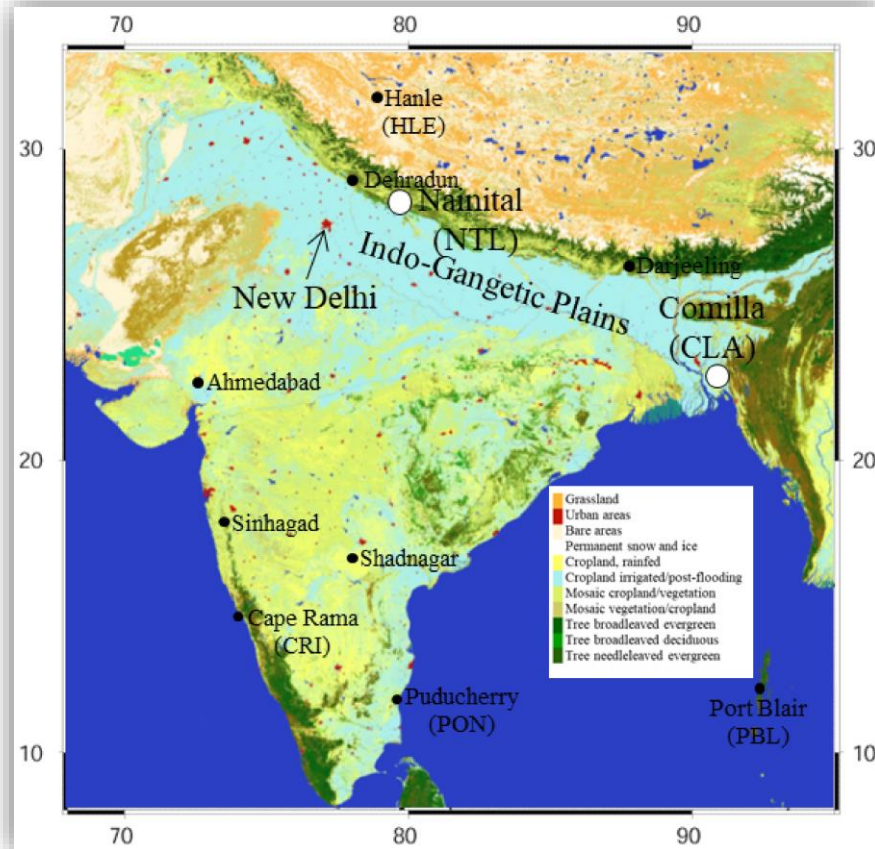 70
80
90
Hanle
(HLE)
30
30
Dehradun
Nainital
(NTL)
Indo-Gangetic Plains
New Delhi
Darjeeling
Comilla
(CLA)
Ahmedabad
20
20
Grassland
Urban areas
Bare areas
Permanent snow and ice
Cropland, rainfed
Cropland irrigated/post-flooding
Mosaic cropland/vegetation
Mosaic vegetation/cropland
Tree broadleaved evergreen
Tree broadleaved deciduous
Tree needleleaved evergreen
Sinhagad
Shadnagar
Cape Rama
(CRI)
Puducherry
(PON)
Port Blair
(PBL)
10
10
70
80
90